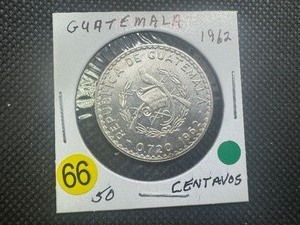 GUATEMALA
1962
REPUBLICA DE GUATEMALA
0.720 1962
66
50
CENTAVOS